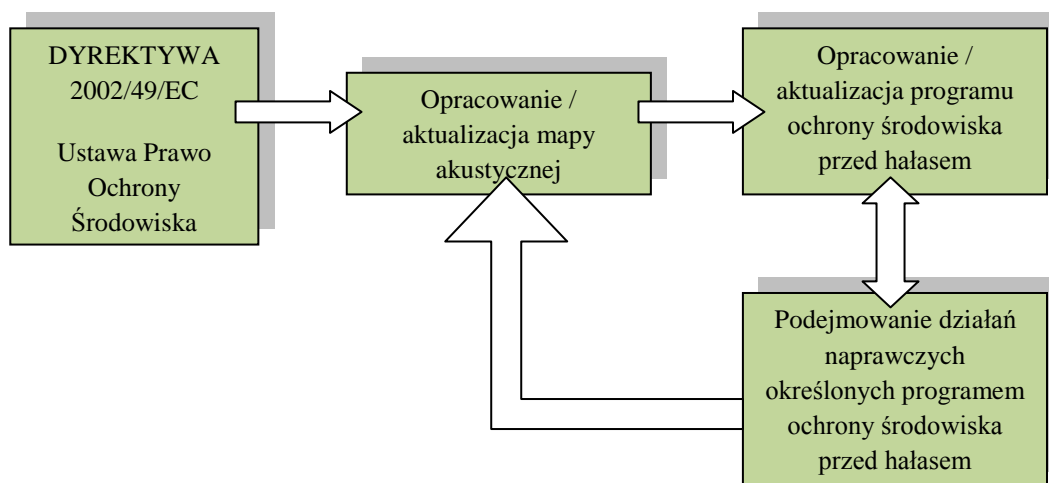 DYREKTYWA
2002/49/EC
Ustawa Prawo
Ochrony
Środowiska
Opracowanie /
aktualizacja mapy
akustycznej
Opracowanie /
aktualizacja programu
ochrony środowiska
przed hałasem
Podejmowanie działań
naprawczych
określonych programem
ochrony środowiska
przed hałasem